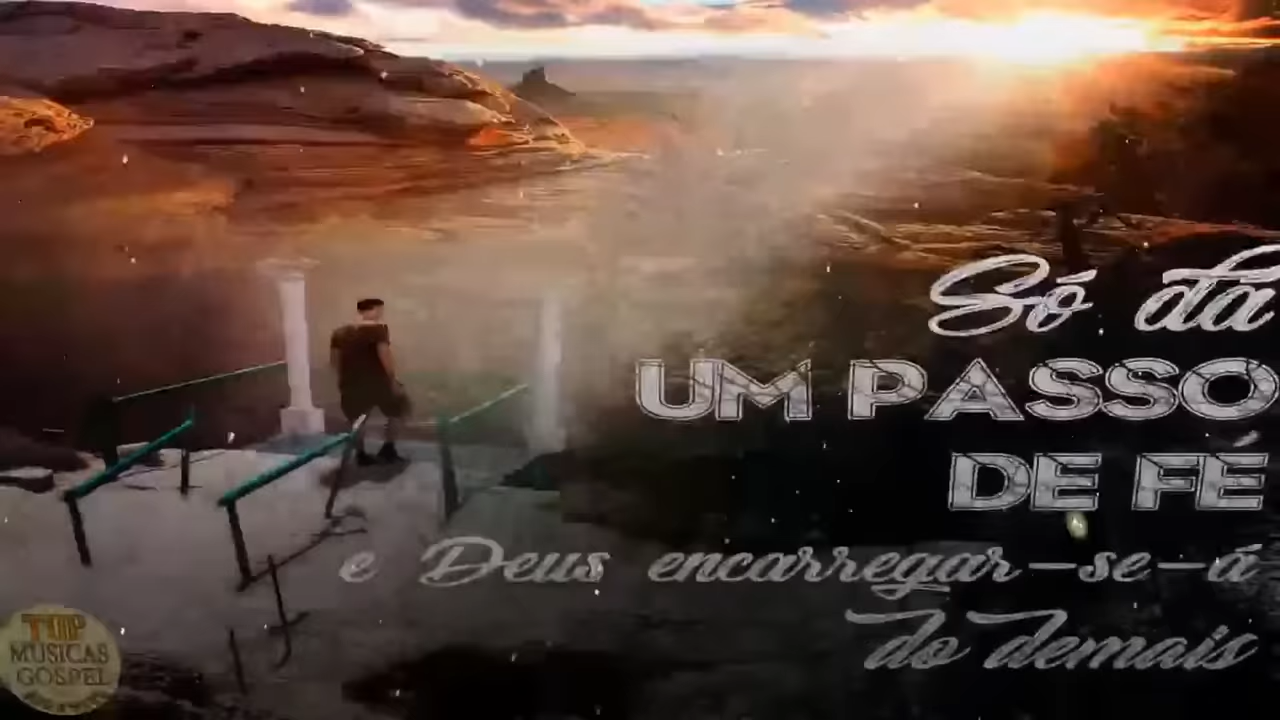 Só dá
UM PASSO
DE FÉ
e Deus encarregar-se-á
do demais
TOP
MUSICAS
GOSPEL